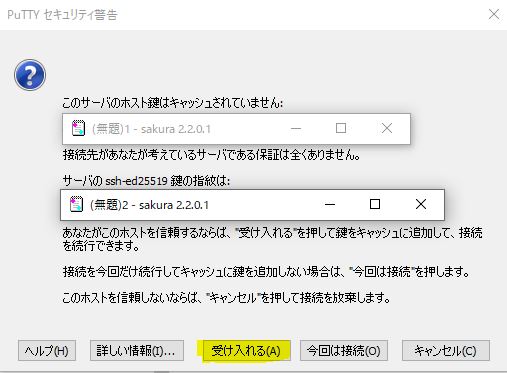 PuTTY セキュリティ警告
このサーバのホスト鍵はキャッシュされていません:
(無題)1 - sakura 2.2.0.1
接続先があなたが考えているサーバである保証は全くありません。
サーバの ssh-ed25519 鍵の指紋は:
(無題)2 - sakura 2.2.0.1
あなたがこのホストを信頼するならば、"受け入れる"を押して鍵をキャッシュに追加して、接続
を続行できます。
接続を今回だけ続行してキャッシュに鍵を追加しない場合は、"今回は接続"を押します。
このホストを信頼しないならば、"キャンセル"を押して接続を放棄します。
ヘルプ(H) 詳しい情報(I)... 受け入れる(A) 今回は接続(O) キャンセル(C)